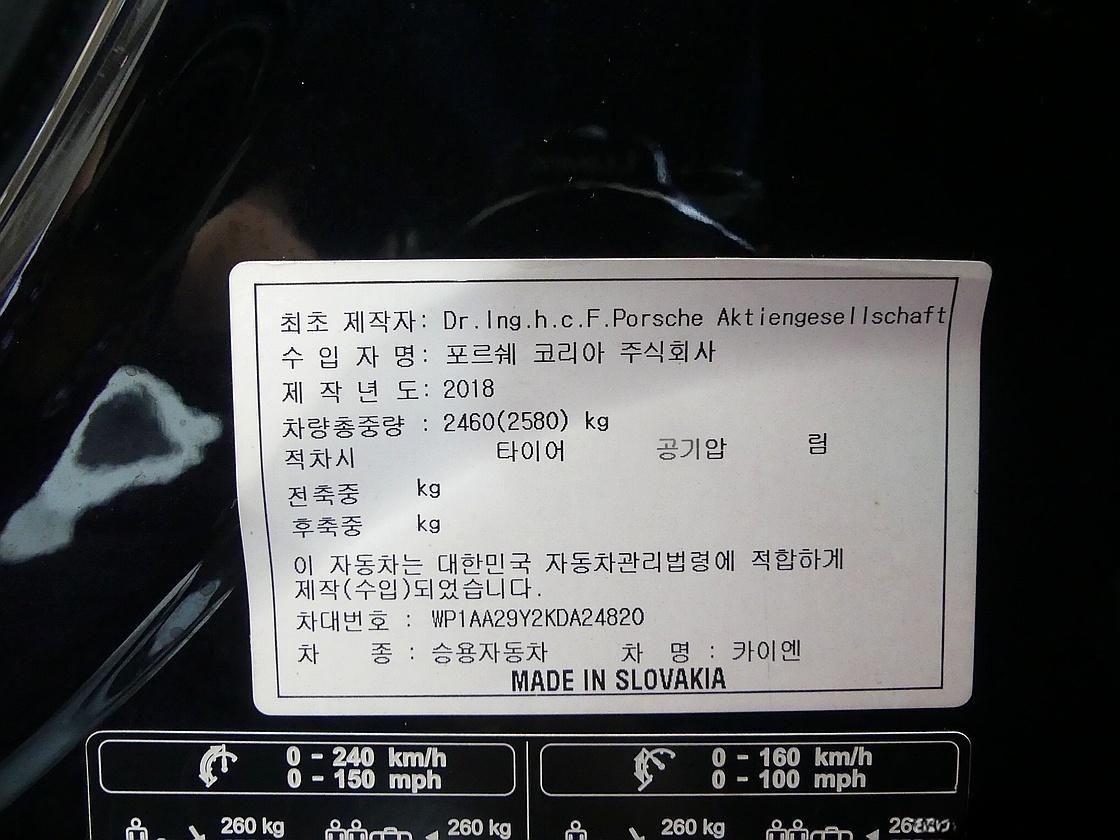 최초 제작자: Dr.Ing.h.c.F.Porsche Aktiengesellschaft
수 입 자 명: 포르쉐 코리아 주식회사
제 작 년 도: 2018
차량총중량 : 2460(2580) kg
적차시 타이어 공기압 림
전축중 kg
후축중 kg
이 자동차는 대한민국 자동차관리법령에 적합하게
제작(수입)되었습니다.
차대번호 : WP1AA29Y2KDA24820
차 종 : 승용자동차 차 명 : 카이엔
MADE IN SLOVAKIA
0 - 240 km/h 0 - 160 km/h
0 - 150 mph 0 - 100 mph
260 kg 260 kg 260 kg